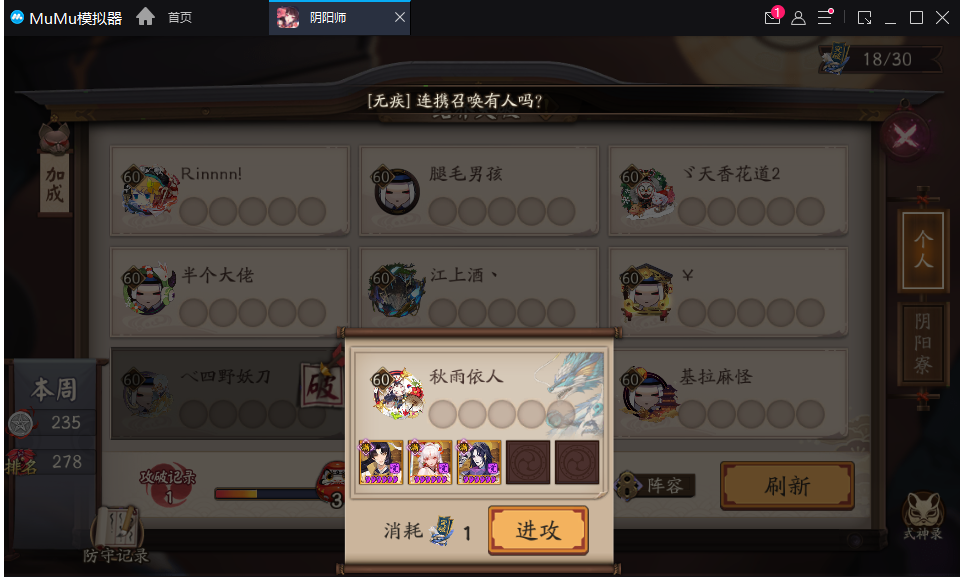 MuMu模拟器
首页
阴阳师
1
18/30
[无疾] 连携召唤有人吗?
加成
60
Rinnnn!
60
腿毛男孩
60
ヾ天香花道2
个人
60
半个大佬
60
江上酒丶
60
¥
阴阳寮
本周
235
278
排名
60
ペ四野妖刀
破
60
秋雨依人
60
基拉麻怪
攻破记录
1
3
阵容
刷新
消耗
1
进攻
防守记录
式神录